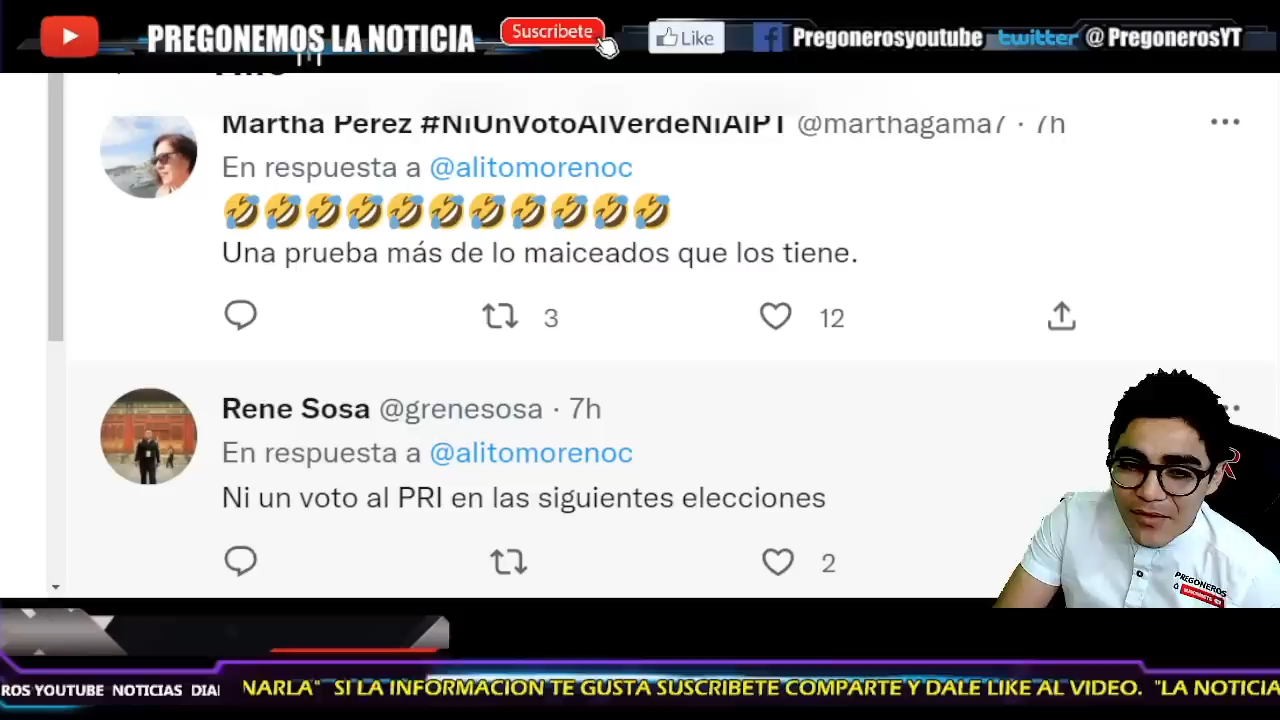 PREGONEMOS LA NOTICIA
Suscríbete
Like
Pregonerosyoutube
twitter @PregonerosYT
Martha Perez #NiUnVotoAlVerdeNiAlPT @marthagama7 · 7h
En respuesta a @alitomorenoc
🤣🤣🤣🤣🤣🤣🤣🤣🤣🤣🤣
Una prueba más de lo maiceados que los tiene.
3
12
Rene Sosa @grenesosa · 7h
En respuesta a @alitomorenoc
Ni un voto al PRI en las siguientes elecciones
2
PREGONEROS
ROS YOUTUBE NOTICIAS DIAI
NARLA" SI LA INFORMACION TE GUSTA SUSCRIBETE COMPARTE Y DALE LIKE AL VIDEO. "LA NOTICIA